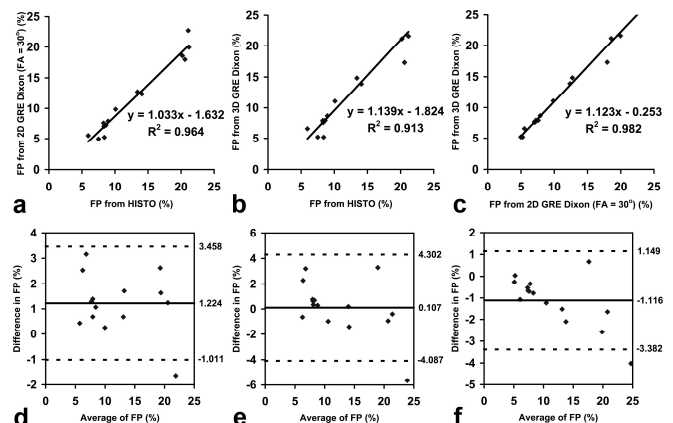 25
20
15
10
5
0
FP from 2D GRE Dixon (FA = 30°) (%)
y = 1.033x - 1.632
R² = 0.964
0 5 10 15 20 25
FP from HISTO (%)
a
25
20
15
10
5
0
FP from 3D GRE Dixon (%)
y = 1.139x - 1.824
R² = 0.913
0 5 10 15 20 25
FP from HISTO (%)
b
25
20
15
10
5
0
FP from 3D GRE Dixon (%)
y = 1.123x - 0.253
R² = 0.982
0 5 10 15 20 25
FP from 2D GRE Dixon (FA = 30°) (%)
c
4
3
2
1
0
-1
-2
Difference in FP (%)
3.458
1.224
-1.011
0 5 10 15 20 25
Average of FP (%)
d
6
4
2
0
-2
-4
-6
Difference in FP (%)
4.302
0.107
-4.087
0 5 10 15 20 25
Average of FP (%)
e
2
1
0
-1
-2
-3
-4
-5
Difference in FP (%)
1.149
-1.116
-3.382
0 5 10 15 20 25
Average of FP (%)
f